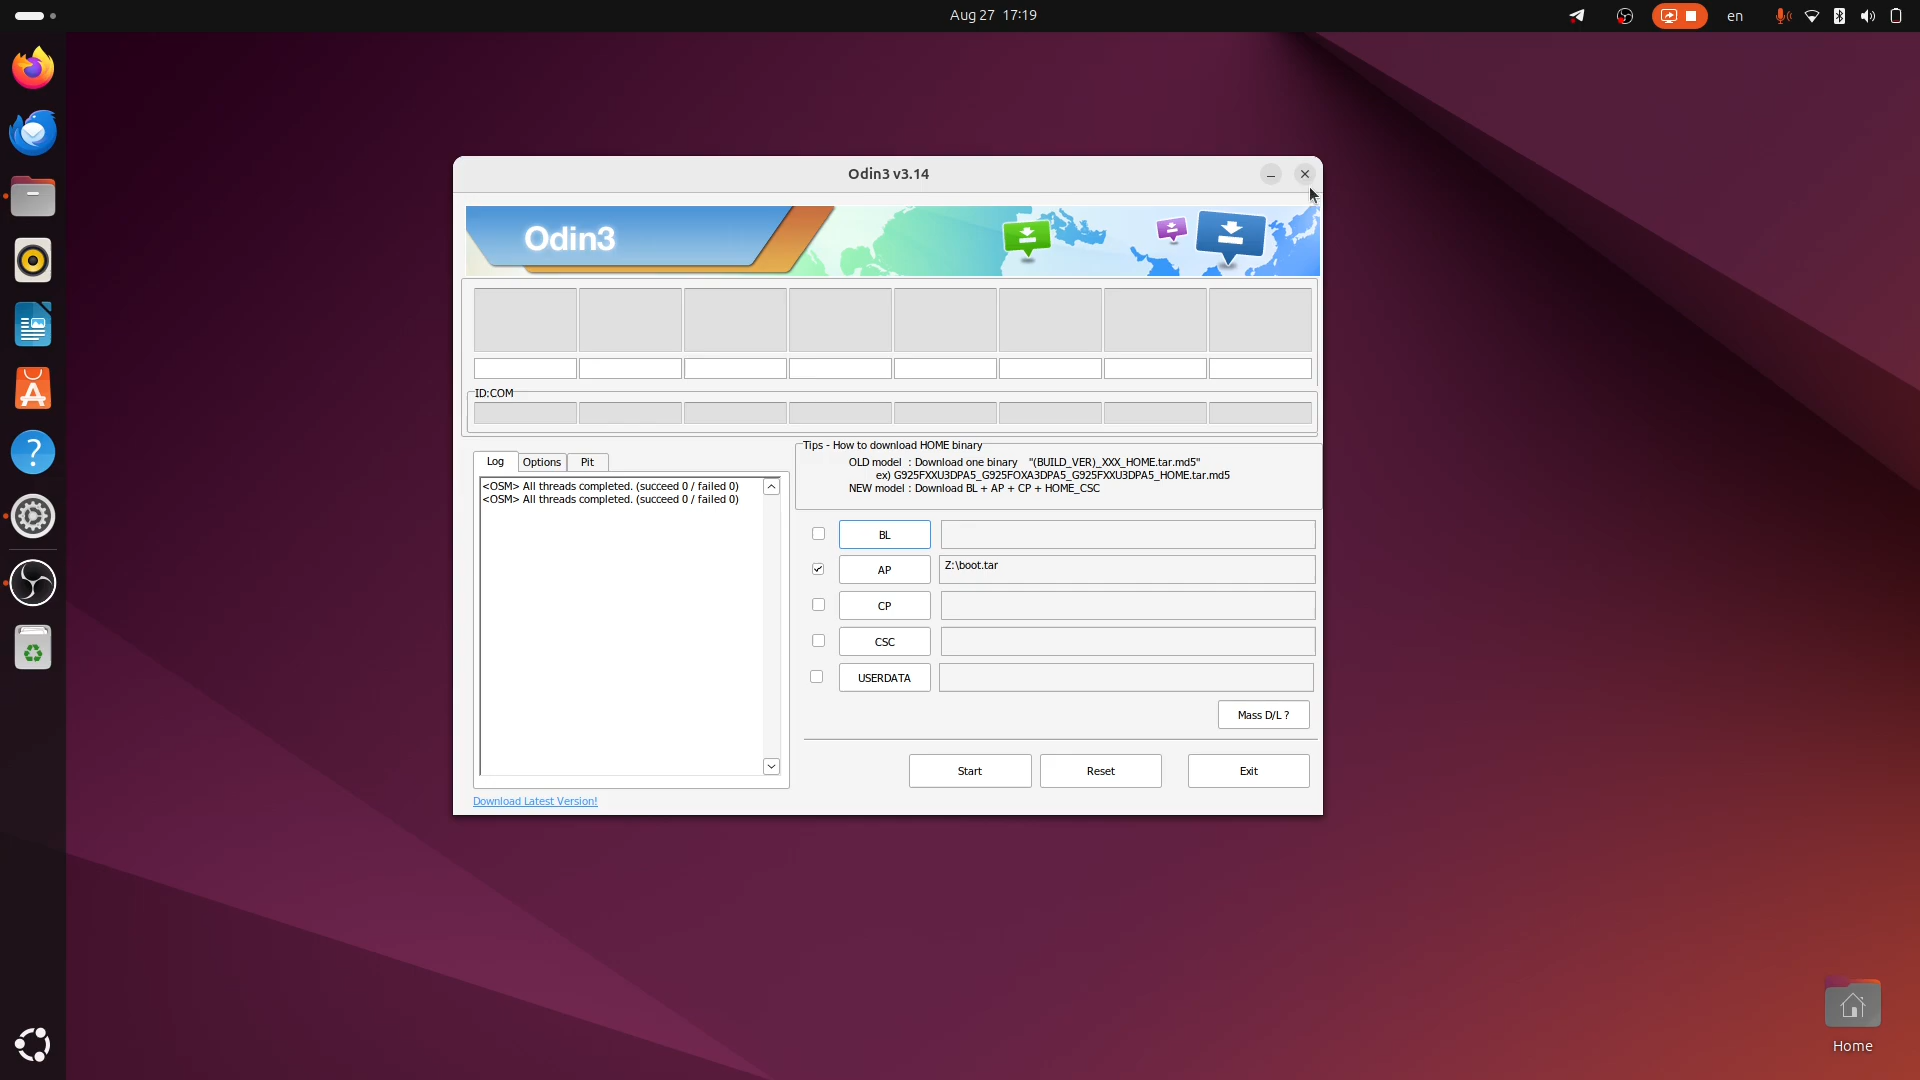 Aug 27 17:19
en
Odin3 v3.14
Odin3
ID:COM
Log
Options
Pit
<OSM> All threads completed. (succeed 0 / failed 0)
<OSM> All threads completed. (succeed 0 / failed 0)
Download Latest Version!
Tips - How to download HOME binary
OLD model : Download one binary "(BUILD_VER)_XXX_HOME.tar.md5"
ex) G925FXXU3DPA5_G925FOXA3DPA5_G925FXXU3DPA5_HOME.tar.md5
NEW model : Download BL + AP + CP + HOME_CSC
BL
AP
Z:\boot.tar
CP
CSC
USERDATA
Mass D/L ?
Start
Reset
Exit
Home